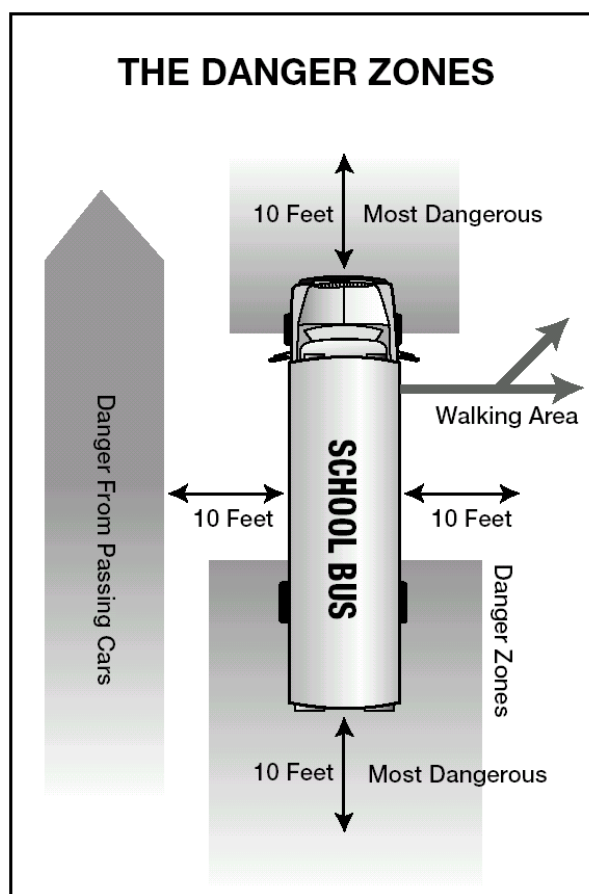 THE DANGER ZONES
10 Feet
Most Dangerous
Walking Area
Danger From Passing Cars
SCHOOL BUS
10 Feet
10 Feet
Danger Zones
10 Feet
Most Dangerous